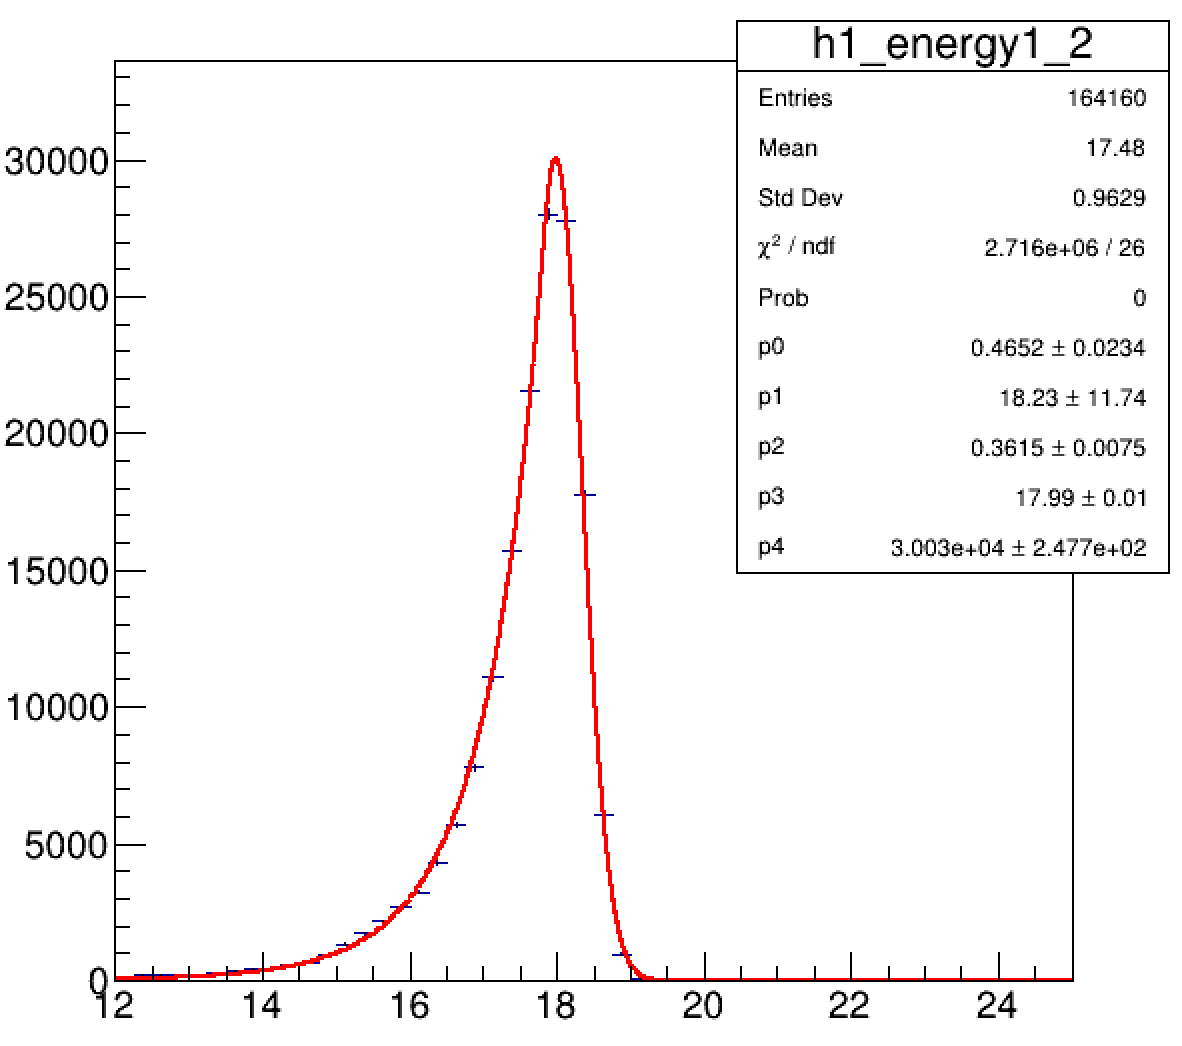 h1_energy1_2
Entries 164160
Mean 17.48
Std Dev 0.9629
χ² / ndf 2.716e+06 / 26
Prob 0
p0 0.4652 ± 0.0234
p1 18.23 ± 11.74
p2 0.3615 ± 0.0075
p3 17.99 ± 0.01
p4 3.003e+04 ± 2.477e+02
30000
25000
20000
15000
10000
5000
0
12 14 16 18 20 22 24